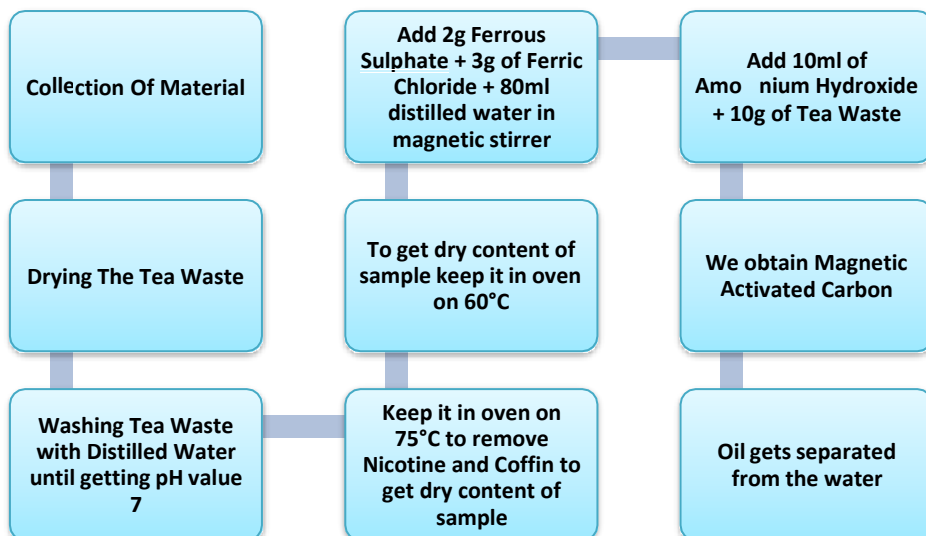 Collection Of Material
Drying The Tea Waste
Washing Tea Waste
with Distilled Water
until getting pH value
7
Keep it in oven on
75°C to remove
Nicotine and Coffin to
get dry content of
sample
To get dry content of
sample keep it in oven
on 60°C
Add 2g Ferrous
Sulphate + 3g of Ferric
Chloride + 80ml
distilled water in
magnetic stirrer
Add 10ml of
Amo nium Hydroxide
+ 10g of Tea Waste
We obtain Magnetic
Activated Carbon
Oil gets separated
from the water